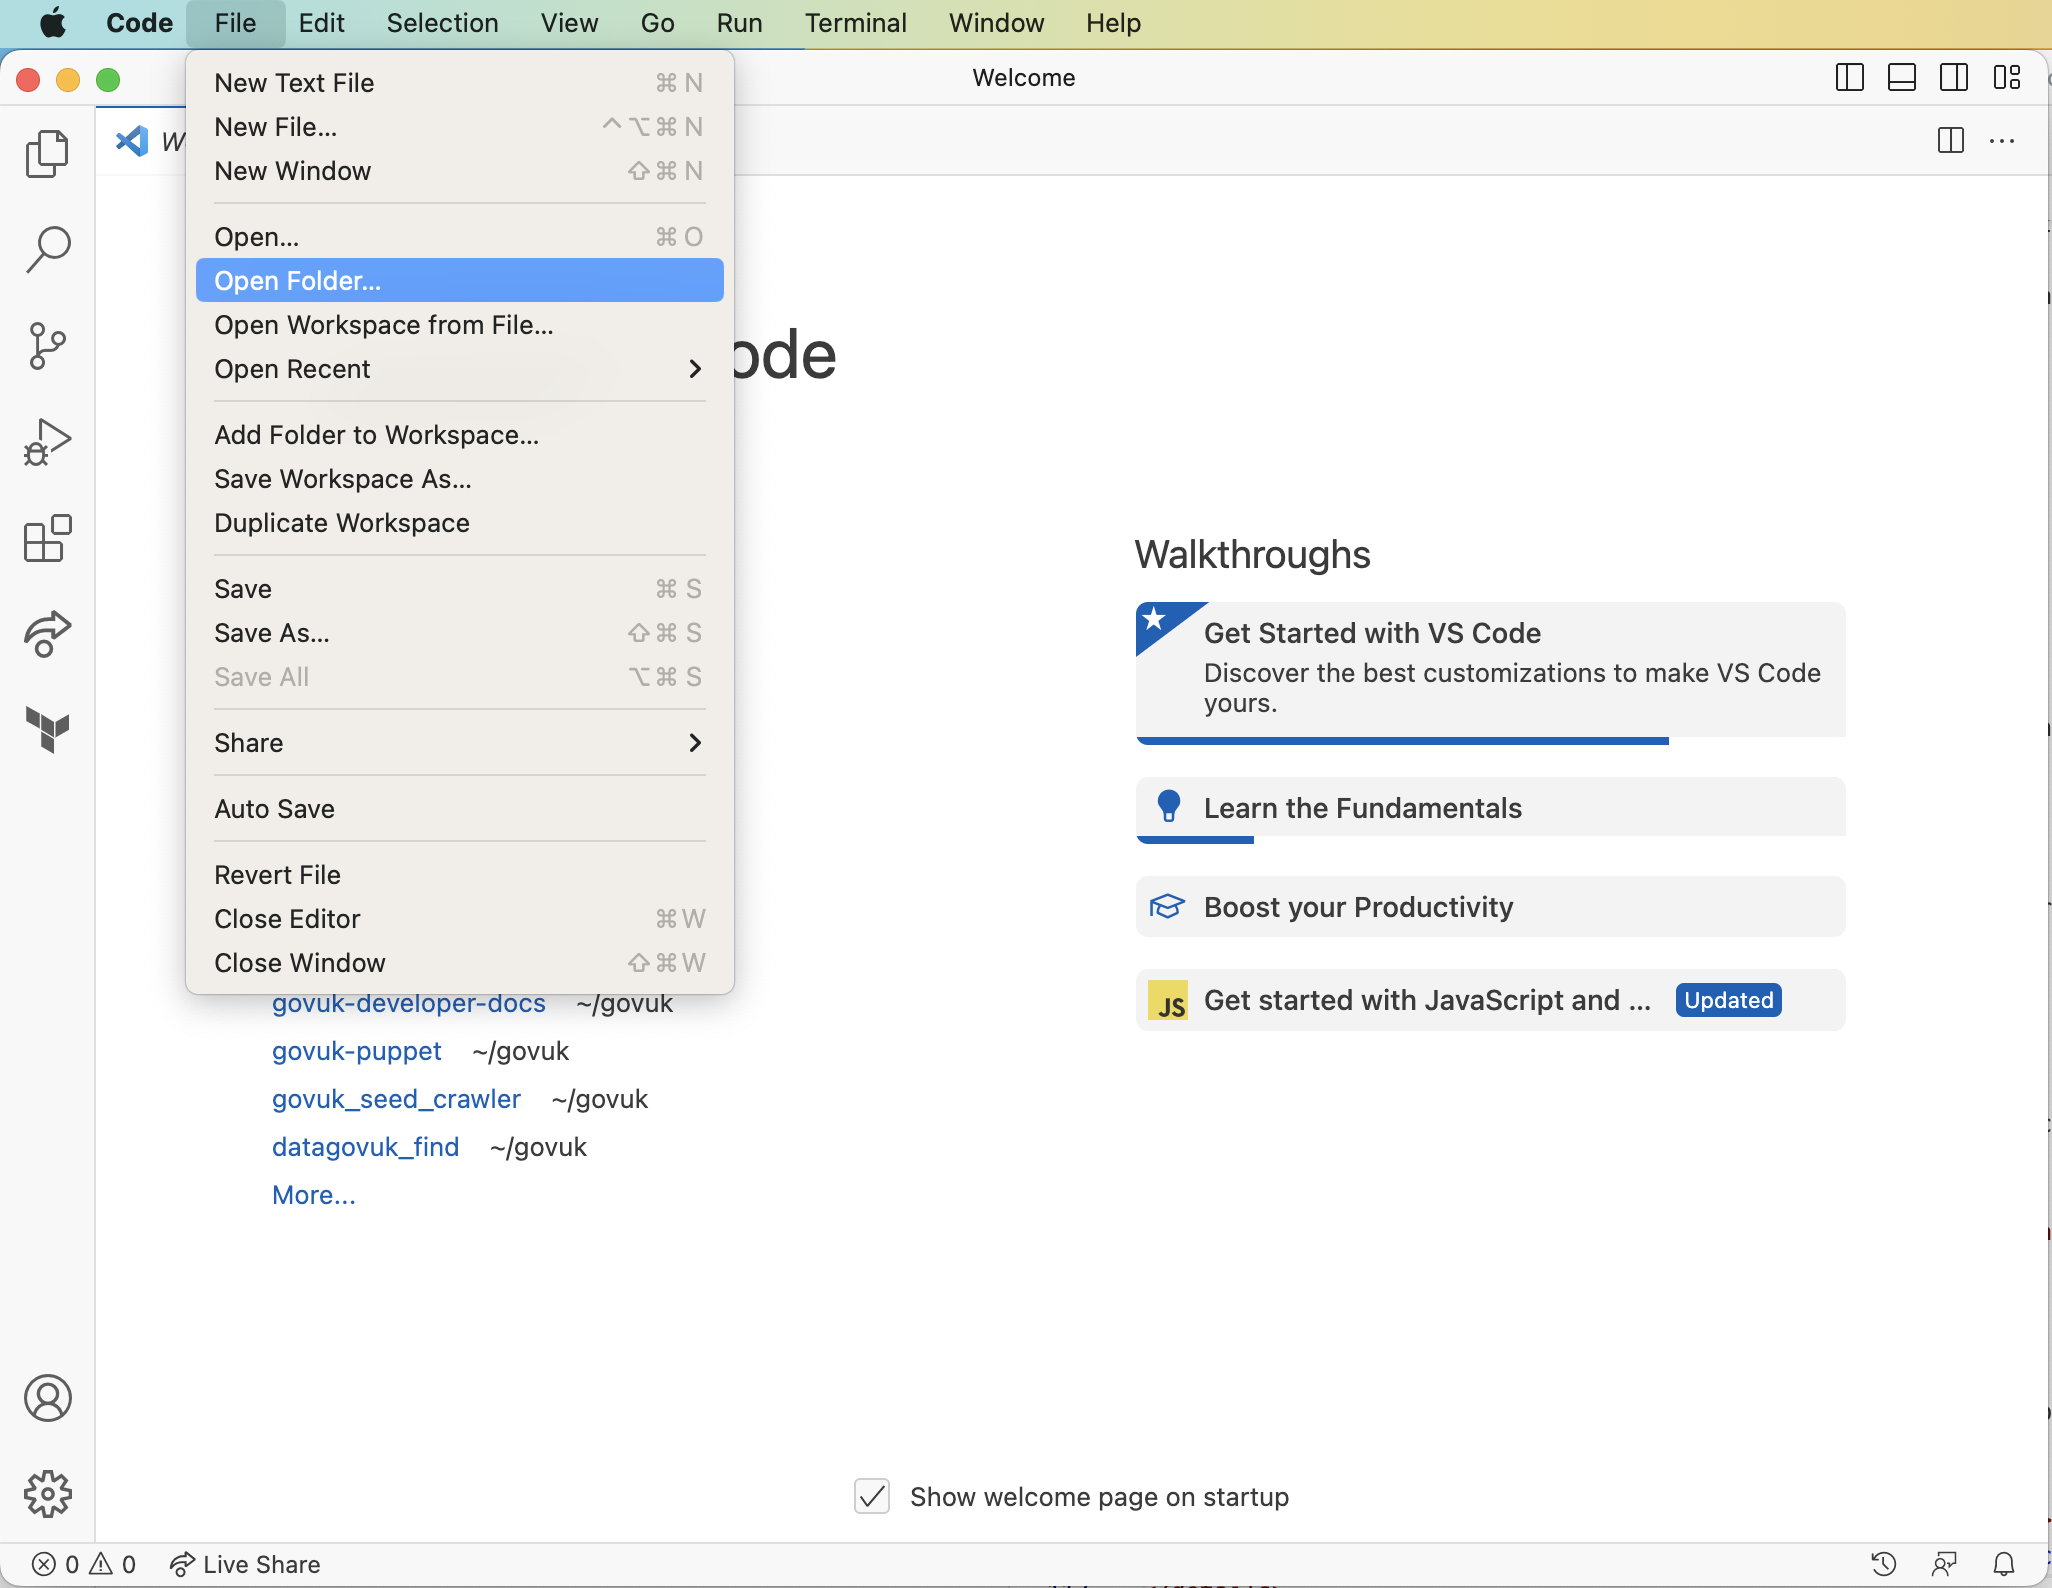 Code File Edit Selection View Go Run Terminal Window Help
Welcome
New Text File ⌘ N
New File... ^⌥⌘ N
New Window ⇧⌘ N
Open... ⌘ O
Open Folder...
Open Workspace from File...
Open Recent
Add Folder to Workspace...
Save Workspace As...
Duplicate Workspace
Save ⌘ S
Save As... ⇧⌘ S
Save All ⌥⌘ S
Share
Auto Save
Revert File
Close Editor ⌘W
Close Window ⇧⌘W
ode
govuk-developer-docs ~/govuk
govuk-puppet ~/govuk
govuk_seed_crawler ~/govuk
datagovuk_find ~/govuk
More...
Walkthroughs
Get Started with VS Code
Discover the best customizations to make VS Code
yours.
Learn the Fundamentals
Boost your Productivity
JS Get started with JavaScript and ... Updated
Show welcome page on startup
0 0 Live Share